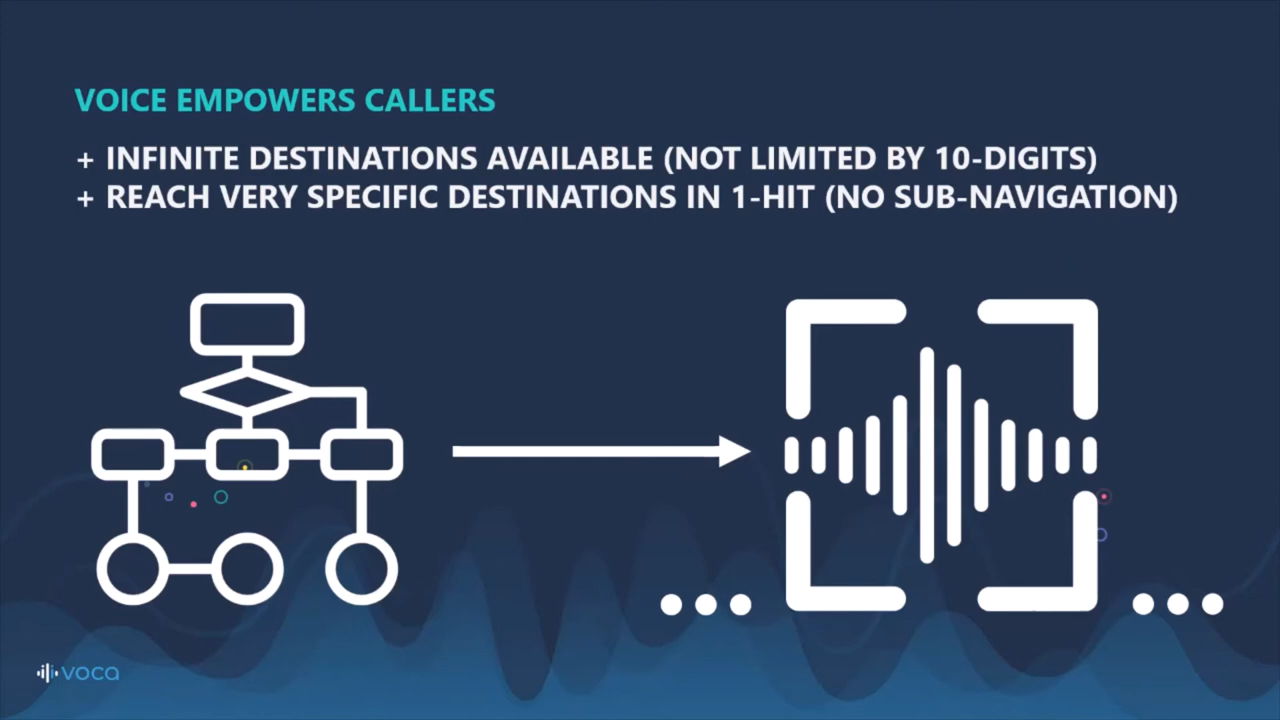 VOICE EMPOWERS CALLERS
+ INFINITE DESTINATIONS AVAILABLE (NOT LIMITED BY 10-DIGITS)
+ REACH VERY SPECIFIC DESTINATIONS IN 1-HIT (NO SUB-NAVIGATION)
voca